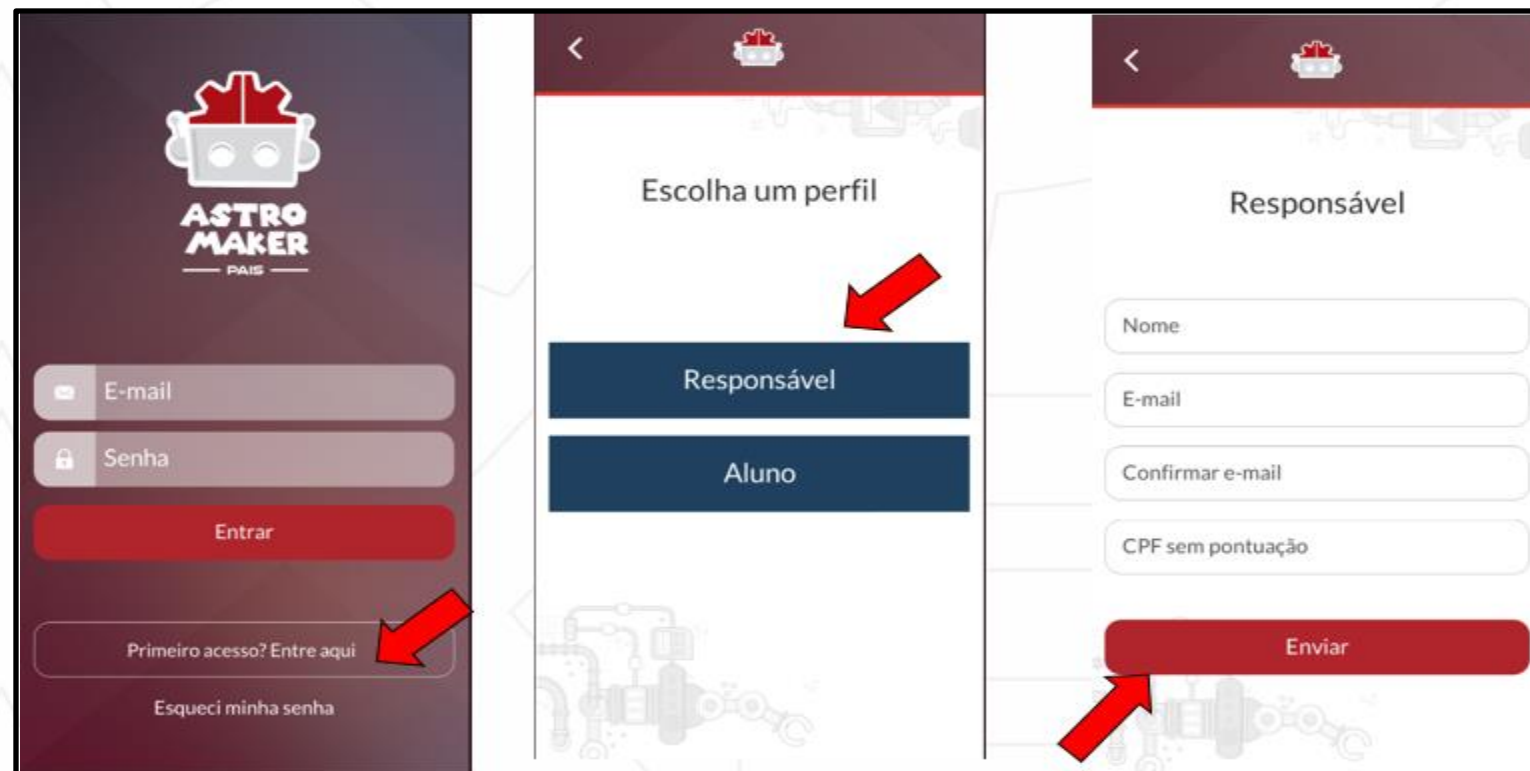 ASTRO
MAKER
PAIS
E-mail
Senha
Entrar
Primeiro acesso? Entre aqui
Esqueci minha senha
Escolha um perfil
Responsável
Aluno
Responsável
Nome
E-mail
Confirmar e-mail
CPF sem pontuação
Enviar